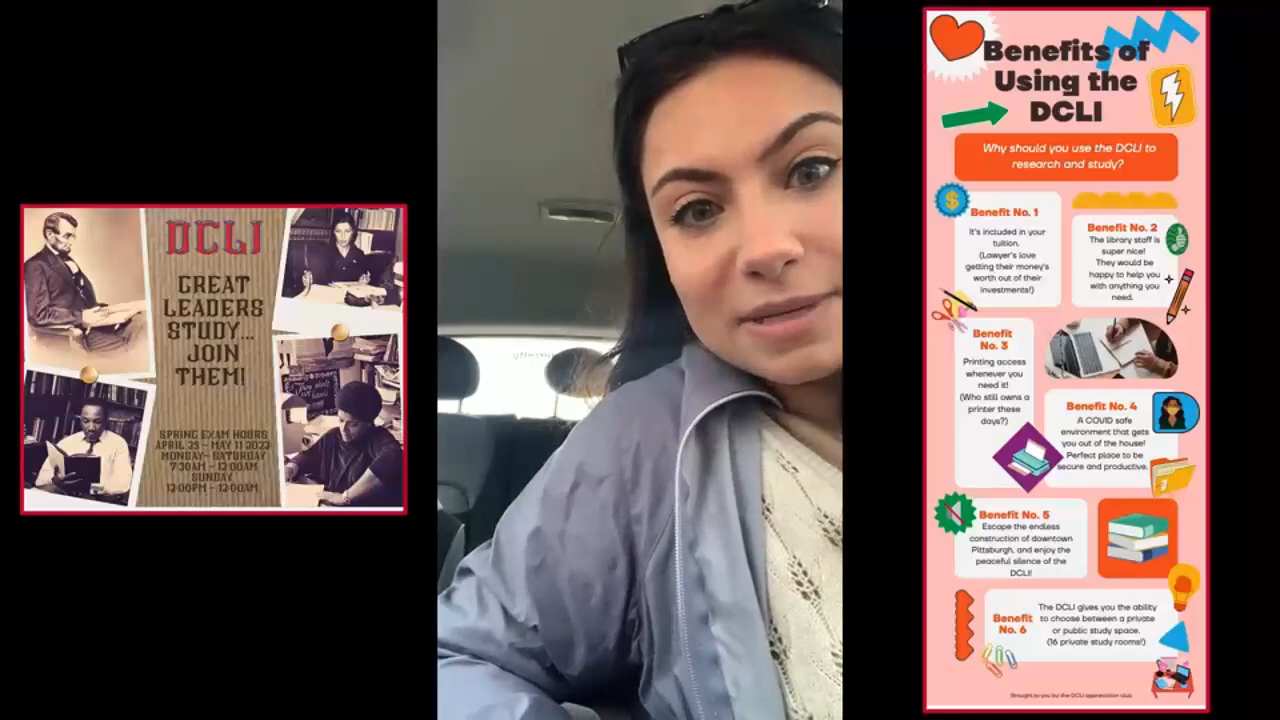 DCLI
GREAT
LEADERS
STUDY...
JOIN
THEM!
SPRING EXAM HOURS
APRIL 25 - MAY 11 2022
MONDAY- SATURDAY
7:30AM - 12:00AM
SUNDAY
12:00PM - 12:00AM
Benefits of
Using the
DCLI
Why should you use the DCLI to
research and study?
Benefit No. 1
It's included in your
tuition.
(Lawyer's love
getting their money's
worth out of their
investments!)
Benefit No. 2
The library staff is
super nice!
They would be
happy to help you
with anything you
need.
Benefit
No. 3
Printing access
whenever you
need it!
(Who still owns a
printer these
days?)
Benefit No. 4
A COVID safe
environment that gets
you out of the house!
Perfect place to be
secure and productive.
Benefit No. 5
Escape the endless
construction of downtown
Pittsburgh, and enjoy the
peaceful silence of the
DCLI!
Benefit
No. 6
The DCLI gives you the ability
to choose between a private
or public study space.
(16 private study rooms!)
Brought to you by the DCLI appreciation club